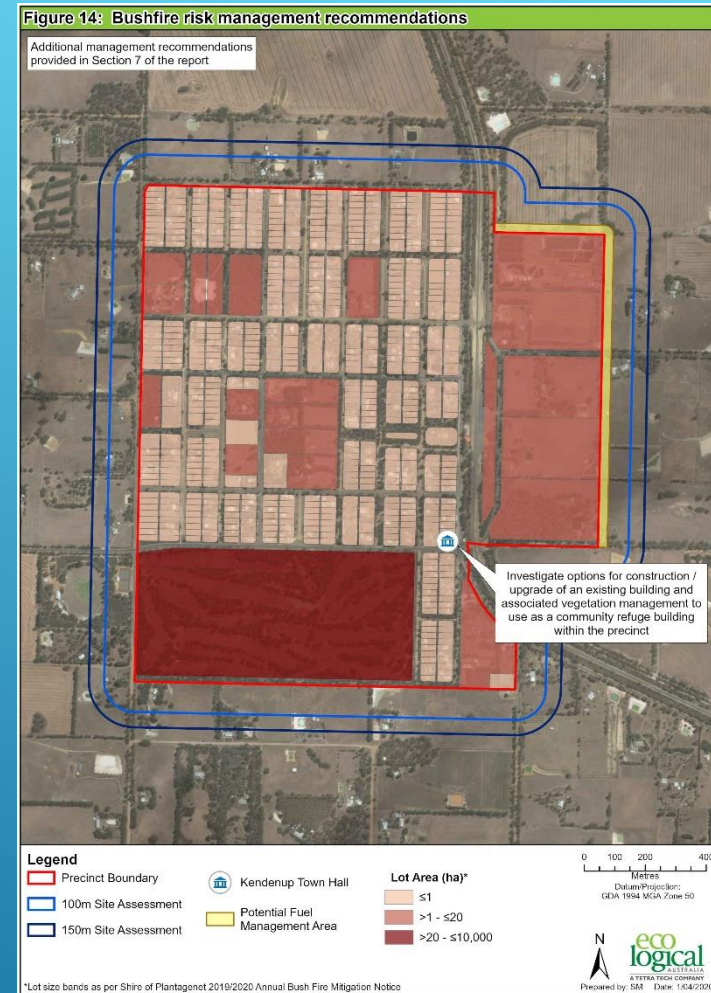 Figure 14: Bushfire risk management recommendations
Additional management recommendations
provided in Section 7 of the report
Investigate options for construction /
upgrade of an existing building and
associated vegetation management to
use as a community refuge building
within the precinct
Legend
Precinct Boundary
100m Site Assessment
150m Site Assessment
Kendenup Town Hall
Potential Fuel
Management Area
Lot Area (ha)*
≤1
>1 - ≤20
>20 - ≤10,000
0 100 200 400
Metres
Datum/Projection:
GDA 1994 MGA Zone 50
N
eco
logical
AUSTRALIA
A TETRA TECH COMPANY
*Lot size bands as per Shire of Plantagenet 2019/2020 Annual Bush Fire Mitigation Notice
Prepared by: SM Date: 1/04/2020